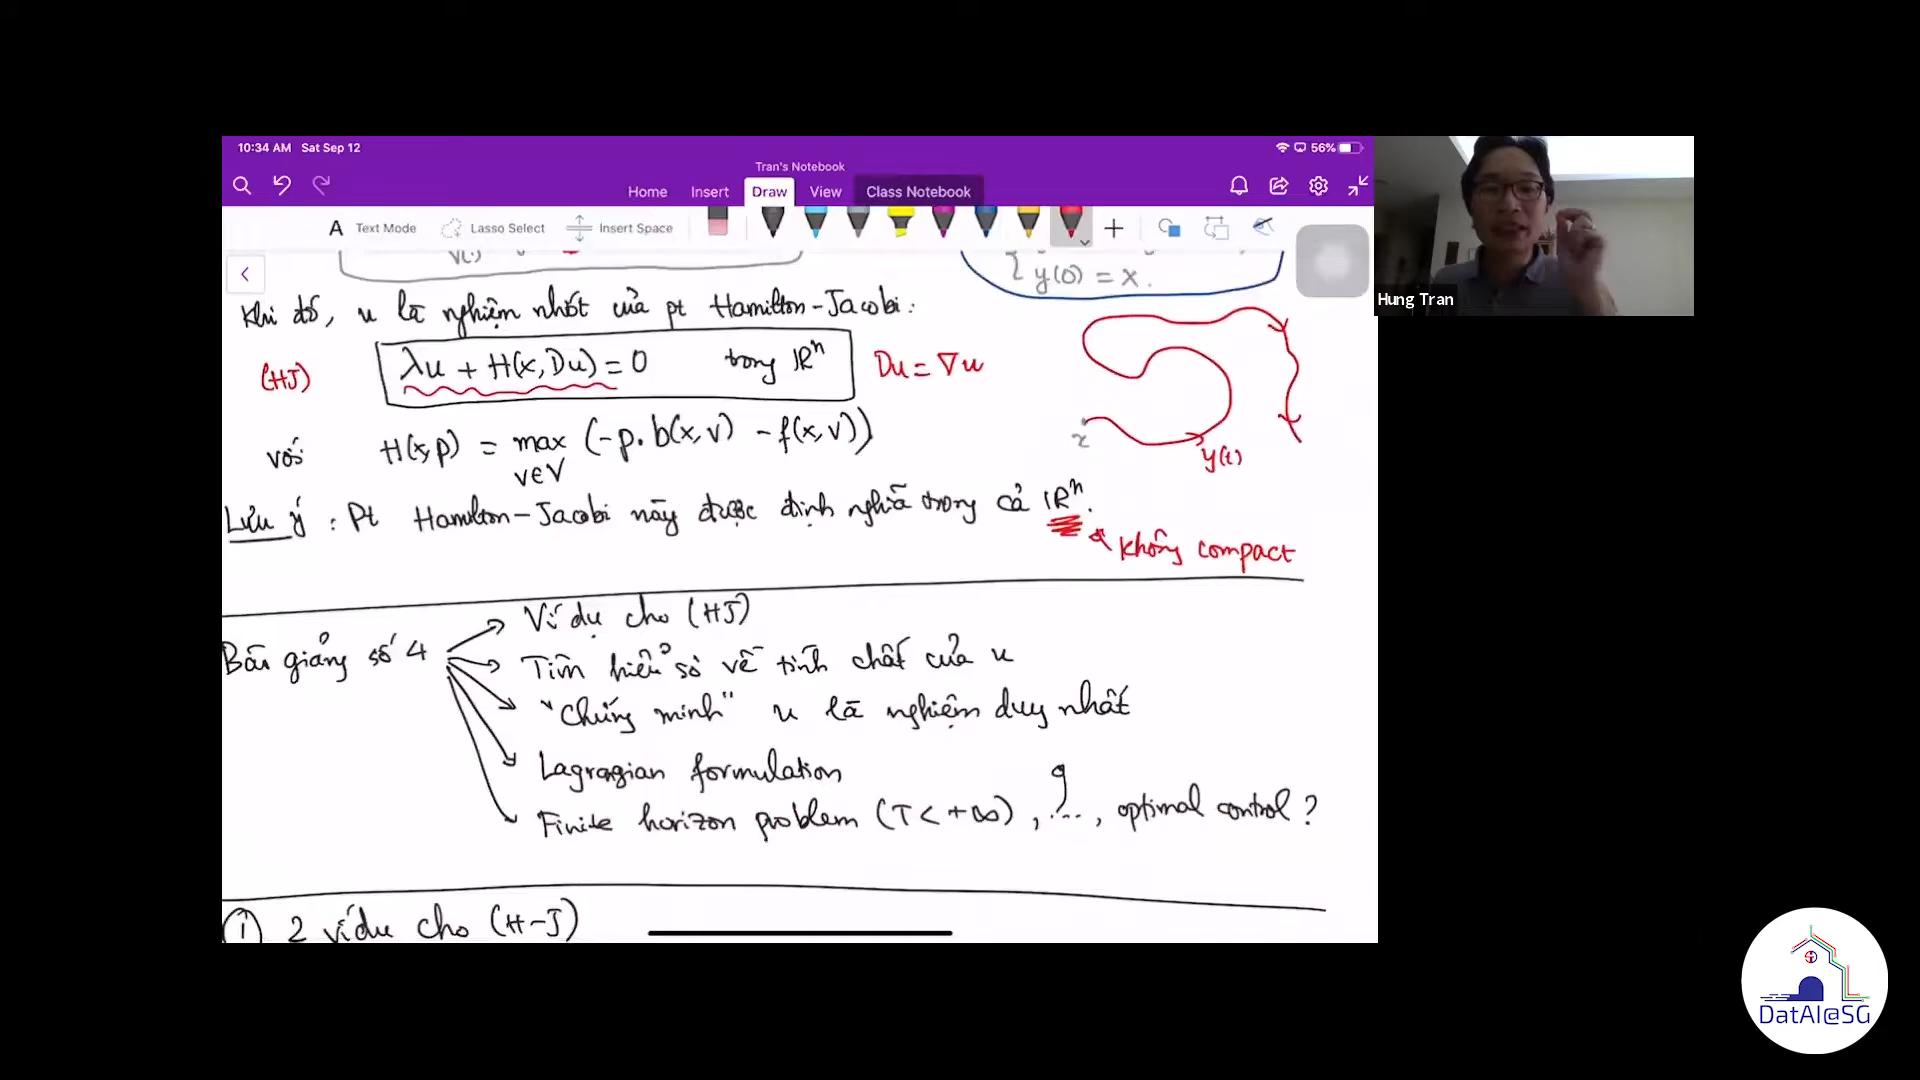 10:34 AM Sat Sep 12
56%
Tran's Notebook
Home Insert Draw View Class Notebook
A Text Mode Lasso Select Insert Space
v(.)
y(0) = x.
Khi đó, u là nghiệm nhớt của pt Hamilton-Jacobi:
(HJ) λu + H(x,Du) = 0 trong ℝⁿ Du = ∇u
với H(x,p) = max (-p.b(x,v) - f(x,v))
v∈V
x
y(t)
Lưu ý: Pt Hamilton-Jacobi này được định nghĩa trong cả ℝⁿ.
không compact
Bài giảng số 4
Ví dụ cho (HJ)
Tìm hiểu sơ về tính chất của u
"Chứng minh" u là nghiệm duy nhất
Lagragian formulation
Finite horizon problem (T < +∞), ..., optimal control?
① 2 ví dụ cho (H-J)
Hung Tran
DatAI@SG